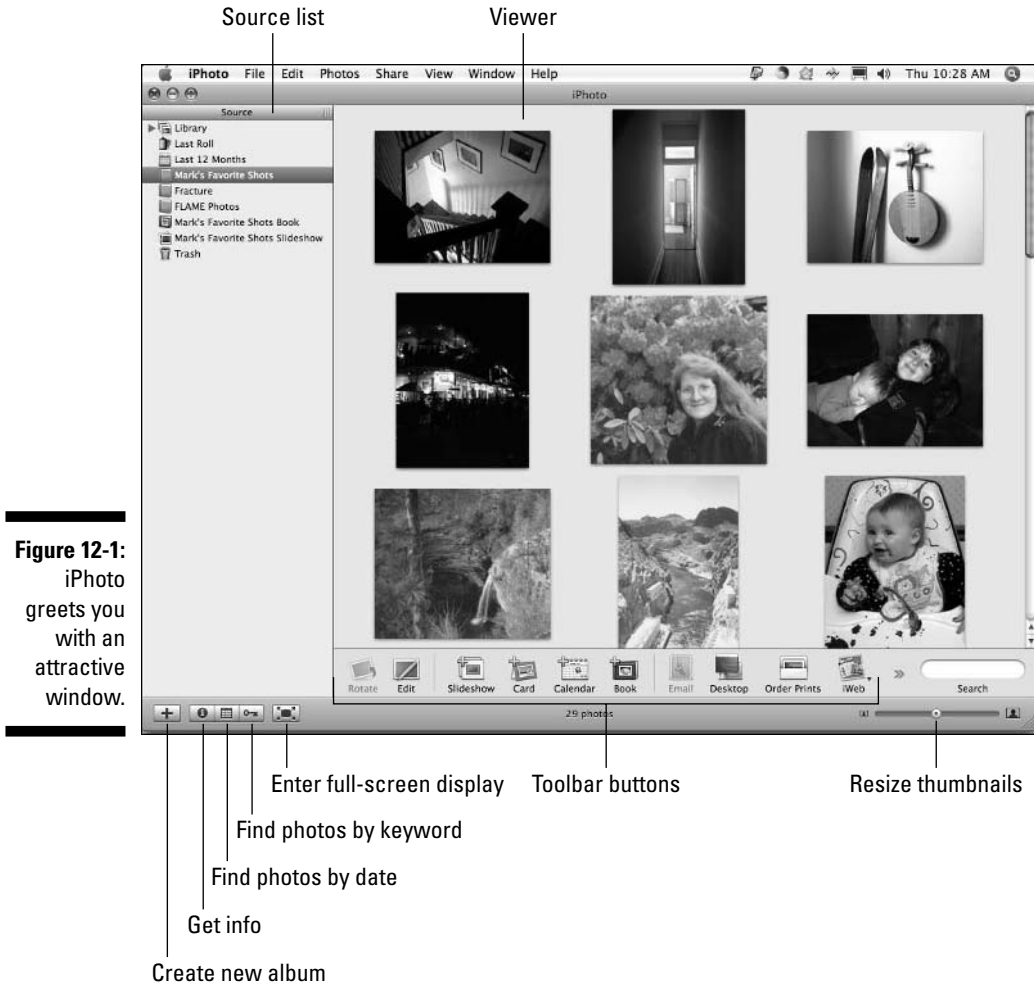 Source list
Viewer
iPhoto File Edit Photos Share View Window Help
Thu 10:28 AM
iPhoto
Source
Library
Last Roll
Last 12 Months
Mark's Favorite Shots
Fracture
FLAME Photos
Mark's Favorite Shots Book
Mark's Favorite Shots Slideshow
Trash
Figure 12-1:
iPhoto
greets you
with an
attractive
window.
Rotate Edit Slideshow Card Calendar Book Email Desktop Order Prints iWeb Search
29 photos
Enter full-screen display
Toolbar buttons
Resize thumbnails
Find photos by keyword
Find photos by date
Get info
Create new album